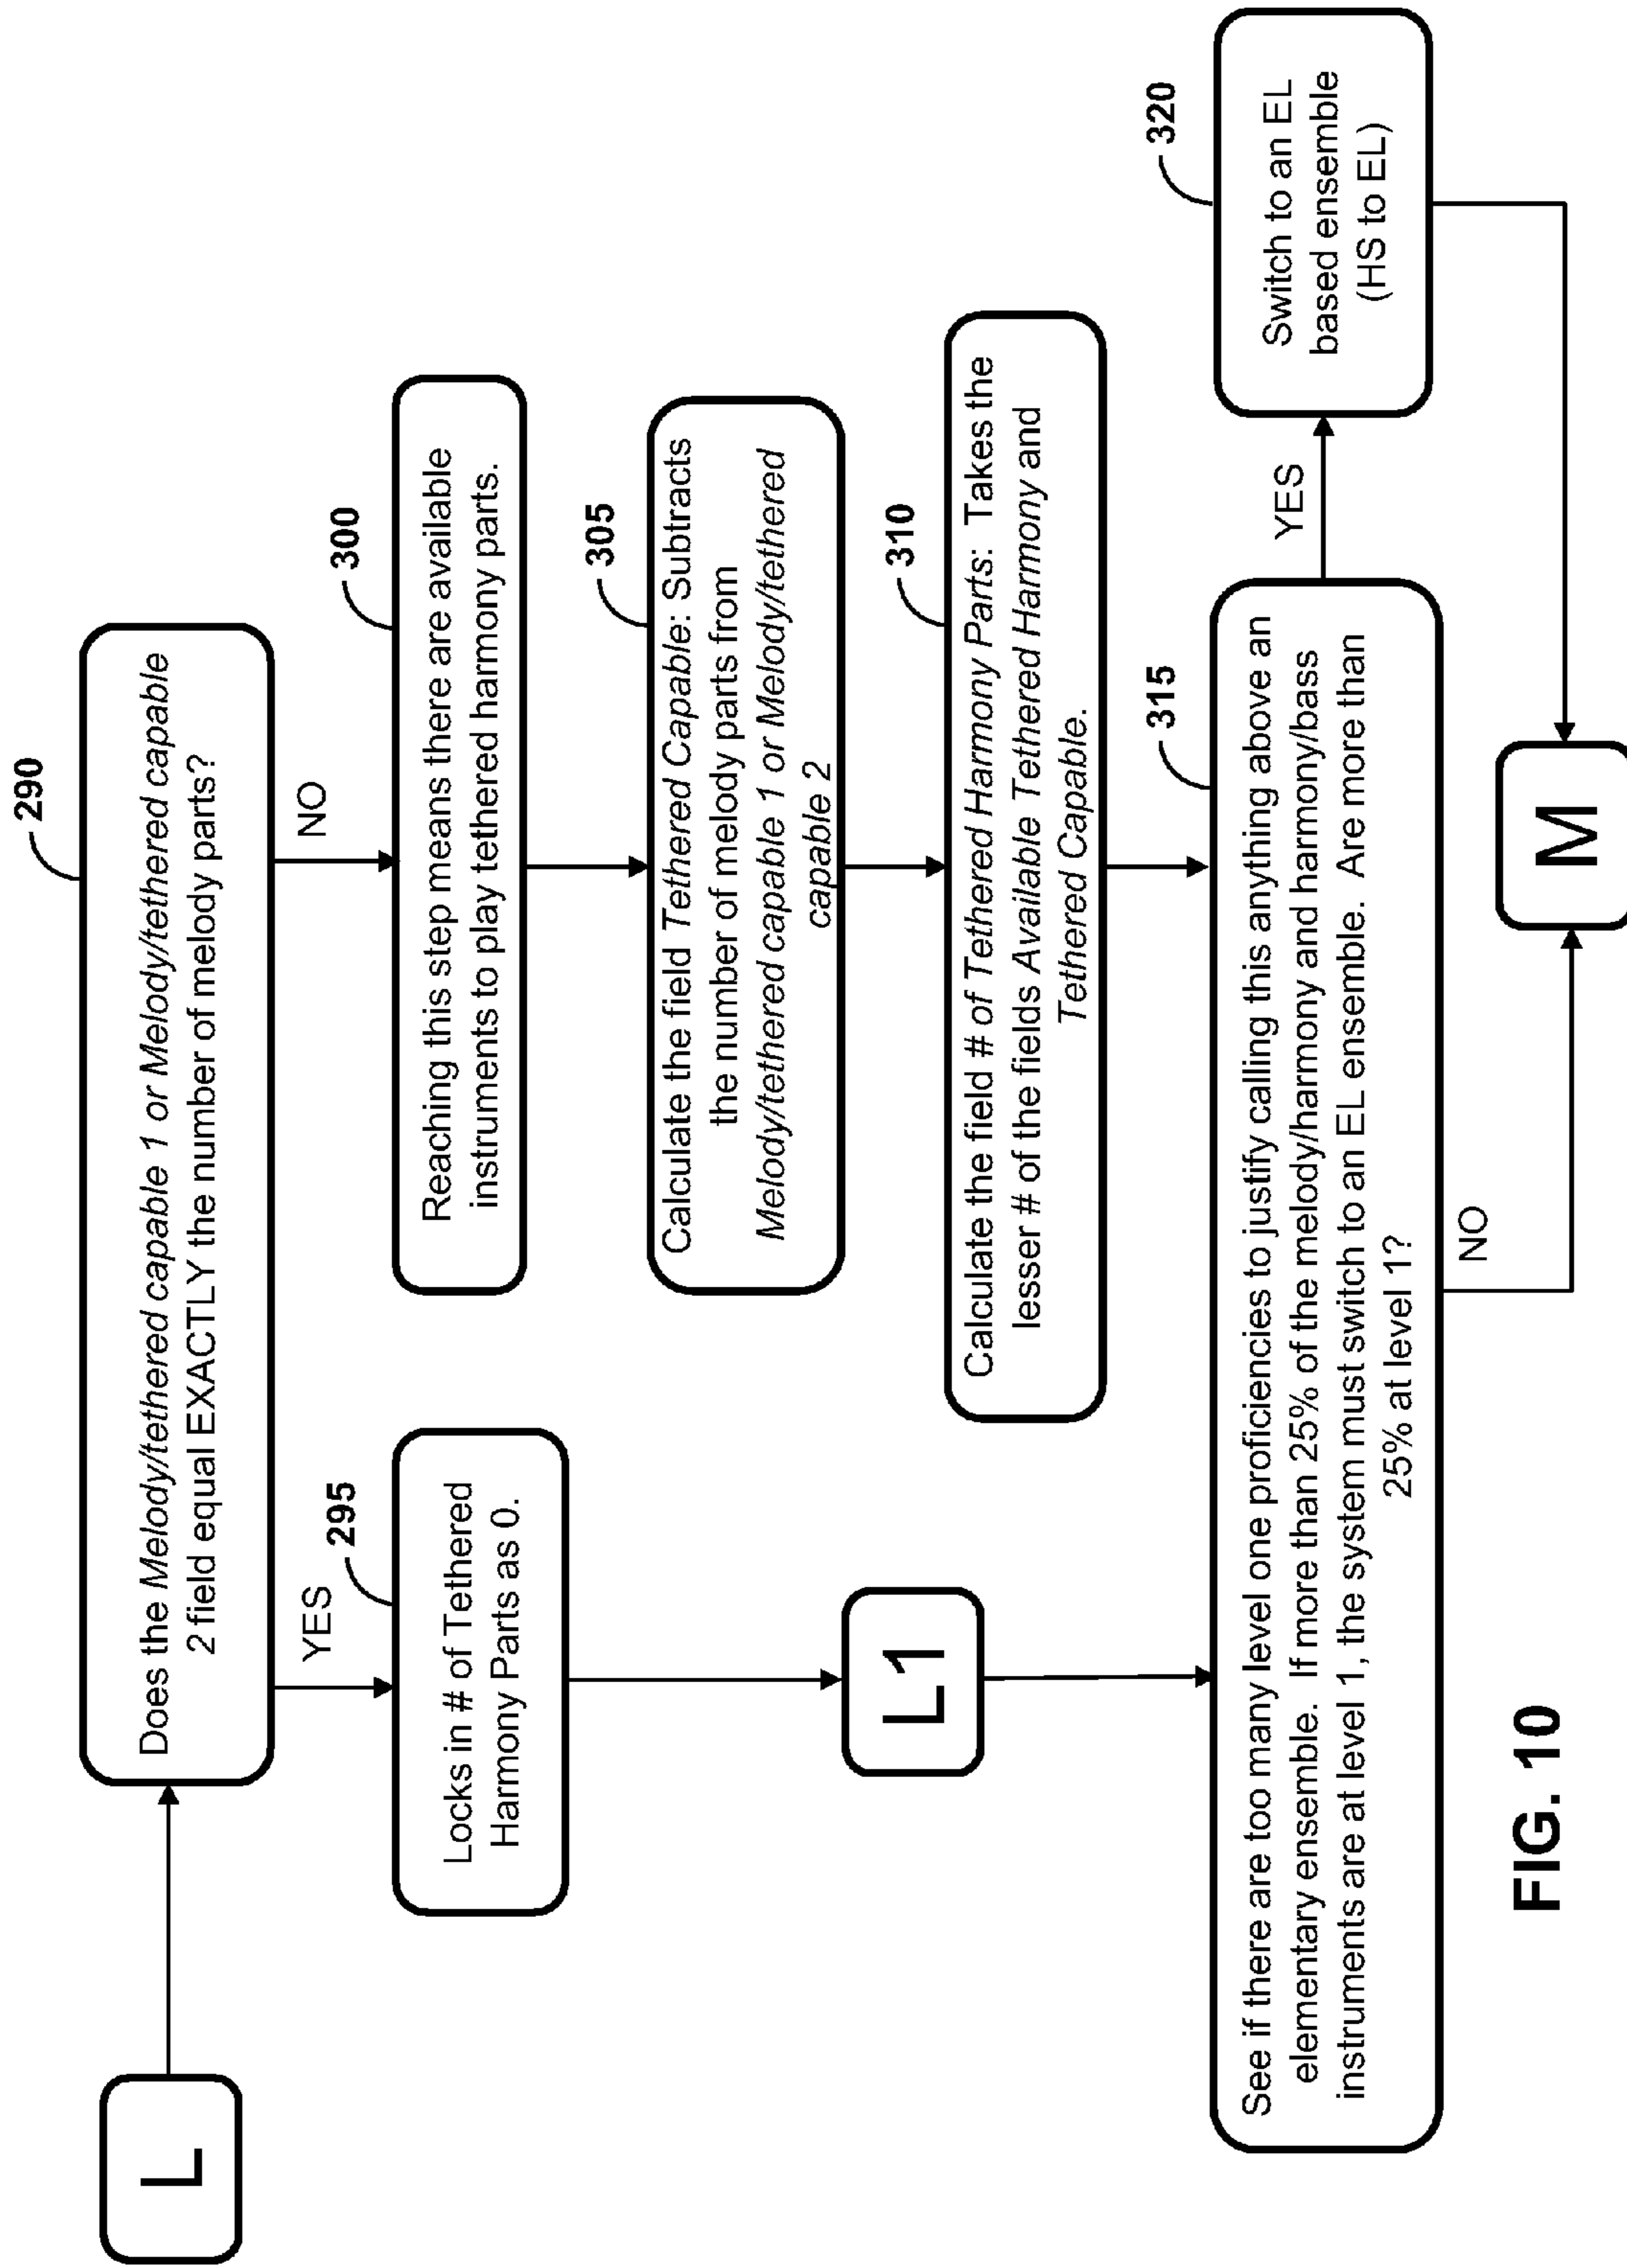 L
290
Does the Melody/tethered capable 1 or Melody/tethered capable
2 field equal EXACTLY the number of melody parts?
YES
NO
295
Locks in # of Tethered
Harmony Parts as 0.
L1
300
Reaching this step means there are available
instruments to play tethered harmony parts.
305
Calculate the field Tethered Capable: Subtracts
the number of melody parts from
Melody/tethered capable 1 or Melody/tethered
capable 2
310
Calculate the field # of Tethered Harmony Parts: Takes the
lesser # of the fields Available Tethered Harmony and
Tethered Capable.
315
See if there are too many level one proficiencies to justify calling this anything above an
elementary ensemble. If more than 25% of the melody/harmony and harmony/bass
instruments are at level 1, the system must switch to an EL ensemble. Are more than
25% at level 1?
YES
320
Switch to an EL
based ensemble
(HS to EL)
NO
M
FIG. 10